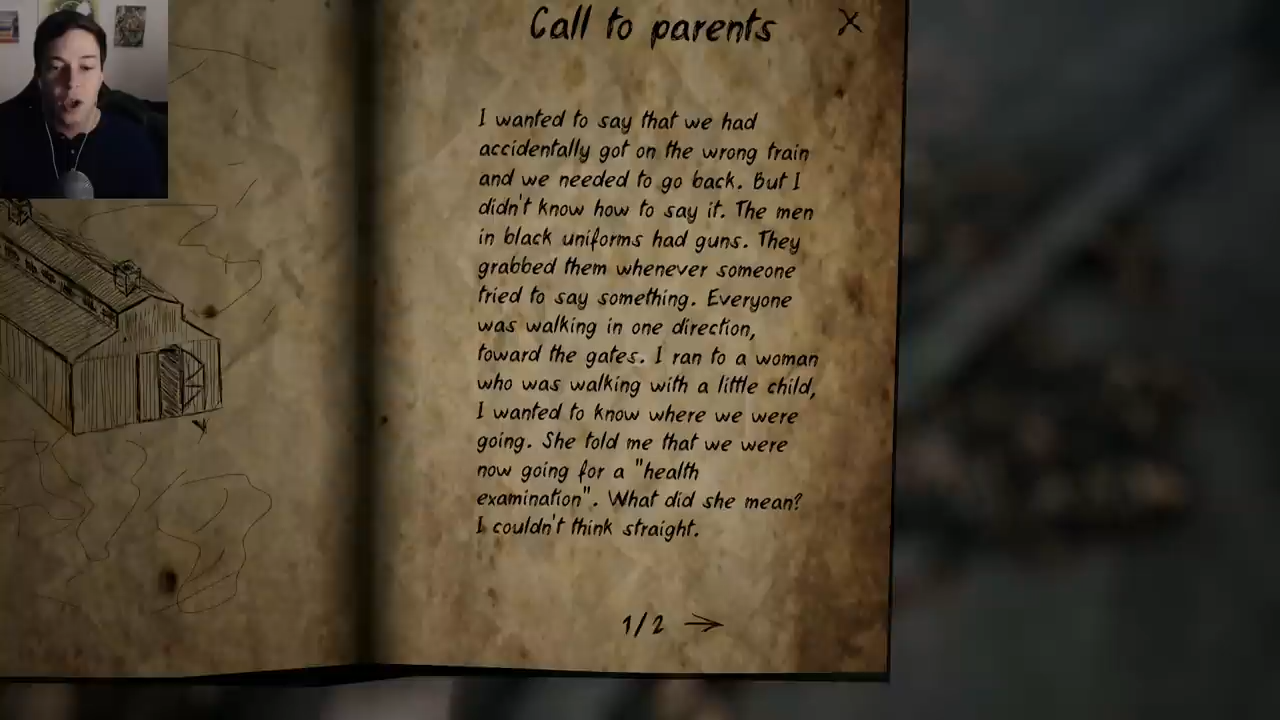 Call to parents
X
I wanted to say that we had
accidentally got on the wrong train
and we needed to go back. But I
didn't know how to say it. The men
in black uniforms had guns. They
grabbed them whenever someone
tried to say something. Everyone
was walking in one direction,
toward the gates. I ran to a woman
who was walking with a little child,
I wanted to know where we were
going. She told me that we were
now going for a "health
examination". What did she mean?
I couldn't think straight.
1/2